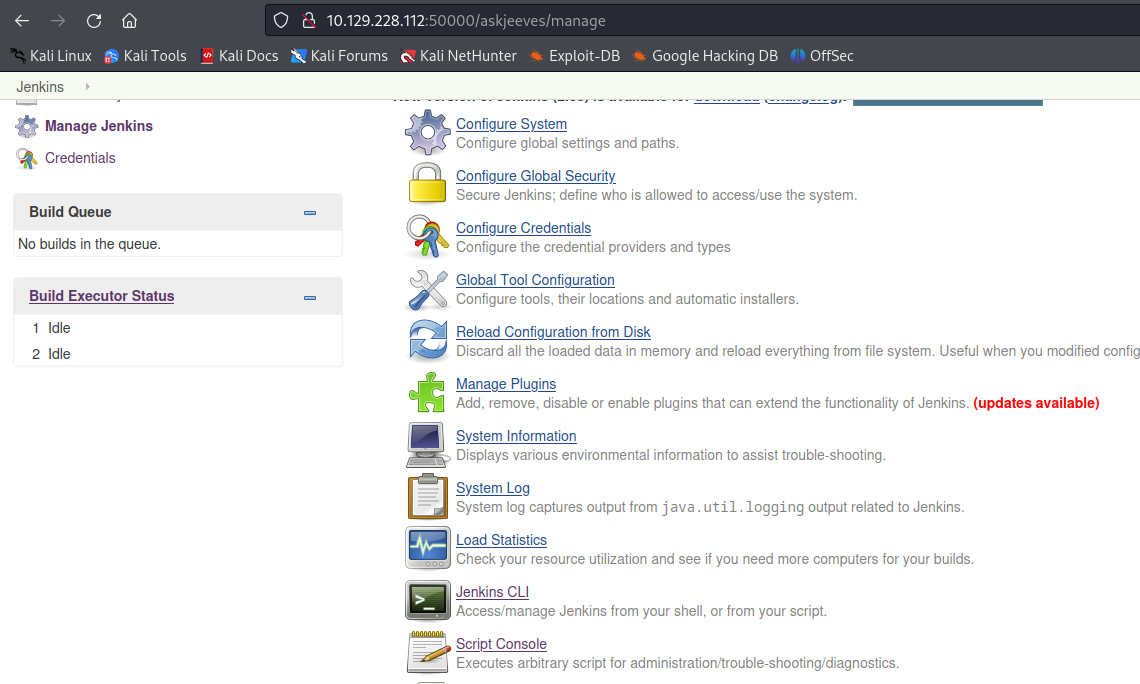 10.129.228.112:50000/askjeeves/manage
Kali Linux Kali Tools Kali Docs Kali Forums Kali NetHunter Exploit-DB Google Hacking DB OffSec
Jenkins
Manage Jenkins
Credentials
Build Queue
No builds in the queue.
Build Executor Status
1 Idle
2 Idle
Configure System
Configure global settings and paths.
Configure Global Security
Secure Jenkins; define who is allowed to access/use the system.
Configure Credentials
Configure the credential providers and types
Global Tool Configuration
Configure tools, their locations and automatic installers.
Reload Configuration from Disk
Discard all the loaded data in memory and reload everything from file system. Useful when you modified config
Manage Plugins
Add, remove, disable or enable plugins that can extend the functionality of Jenkins. (updates available)
System Information
Displays various environmental information to assist trouble-shooting.
System Log
System log captures output from java.util.logging output related to Jenkins.
Load Statistics
Check your resource utilization and see if you need more computers for your builds.
Jenkins CLI
Access/manage Jenkins from your shell, or from your script.
Script Console
Executes arbitrary script for administration/trouble-shooting/diagnostics.